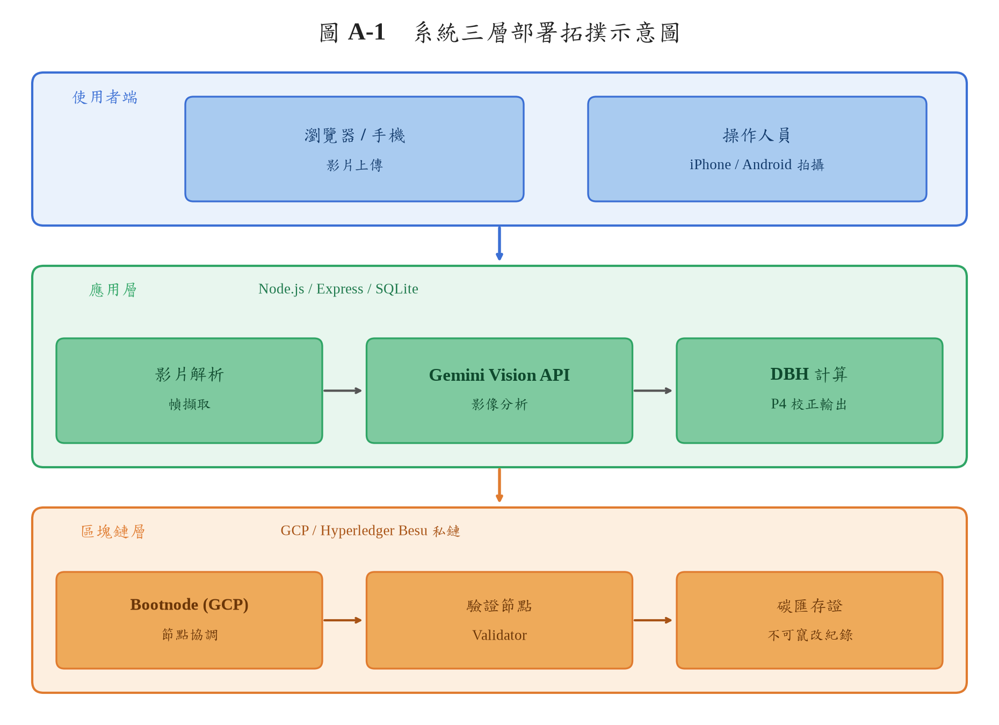 圖 A-1　系統三層部署拓撲示意圖
使用者端
瀏覽器 / 手機
影片上傳
操作人員
iPhone / Android 拍攝
應用層
Node.js / Express / SQLite
影片解析
幀擷取
Gemini Vision API
影像分析
DBH 計算
P4 校正輸出
區塊鏈層
GCP / Hyperledger Besu 私鏈
Bootnode (GCP)
節點協調
驗證節點
Validator
碳匯存證
不可竄改紀錄